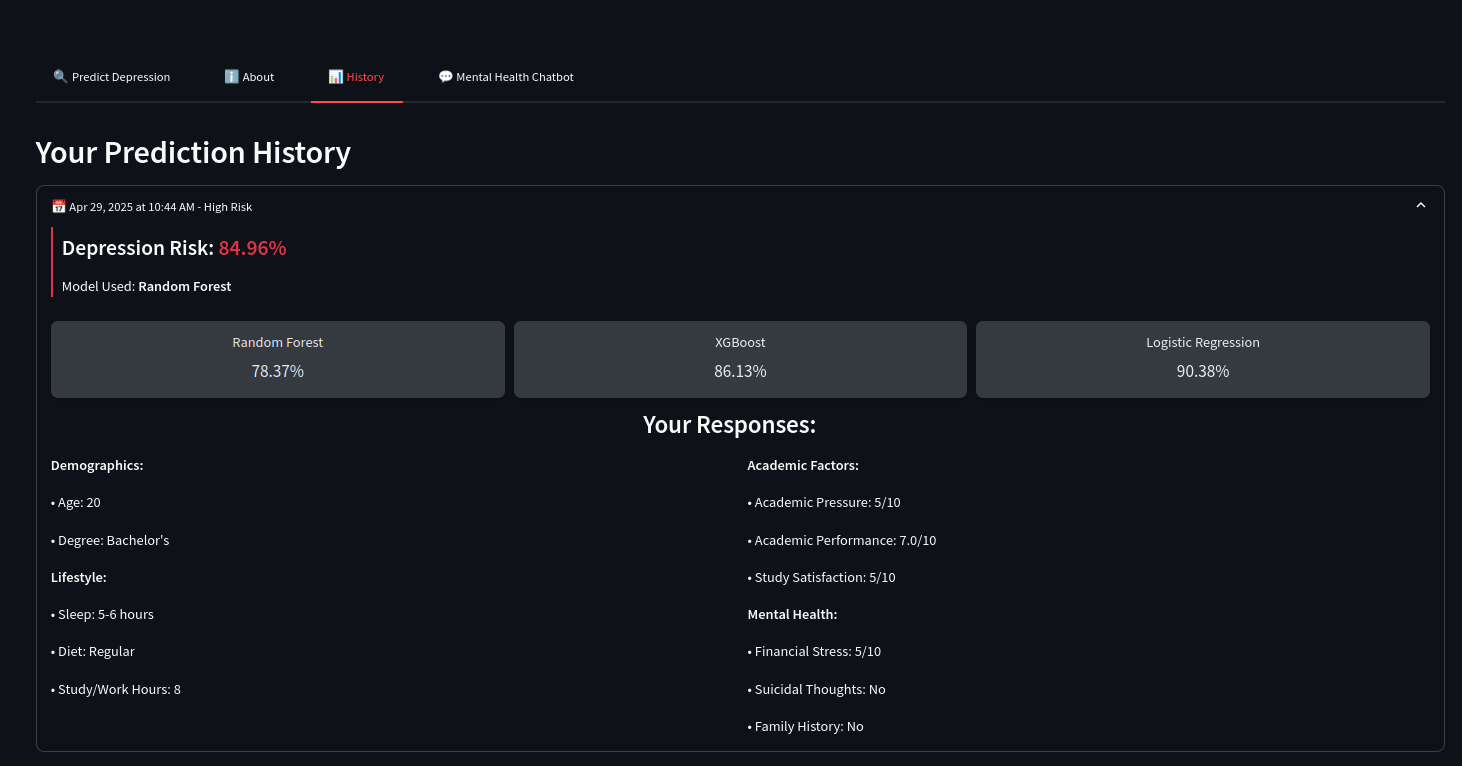 🔍 Predict Depression
ℹ️ About
📊 History
💬 Mental Health Chatbot
Your Prediction History
📅 Apr 29, 2025 at 10:44 AM - High Risk
Depression Risk: 84.96%
Model Used: Random Forest
Random Forest
78.37%
XGBoost
86.13%
Logistic Regression
90.38%
Your Responses:
Demographics:
• Age: 20
• Degree: Bachelor's
Lifestyle:
• Sleep: 5-6 hours
• Diet: Regular
• Study/Work Hours: 8
Academic Factors:
• Academic Pressure: 5/10
• Academic Performance: 7.0/10
• Study Satisfaction: 5/10
Mental Health:
• Financial Stress: 5/10
• Suicidal Thoughts: No
• Family History: No